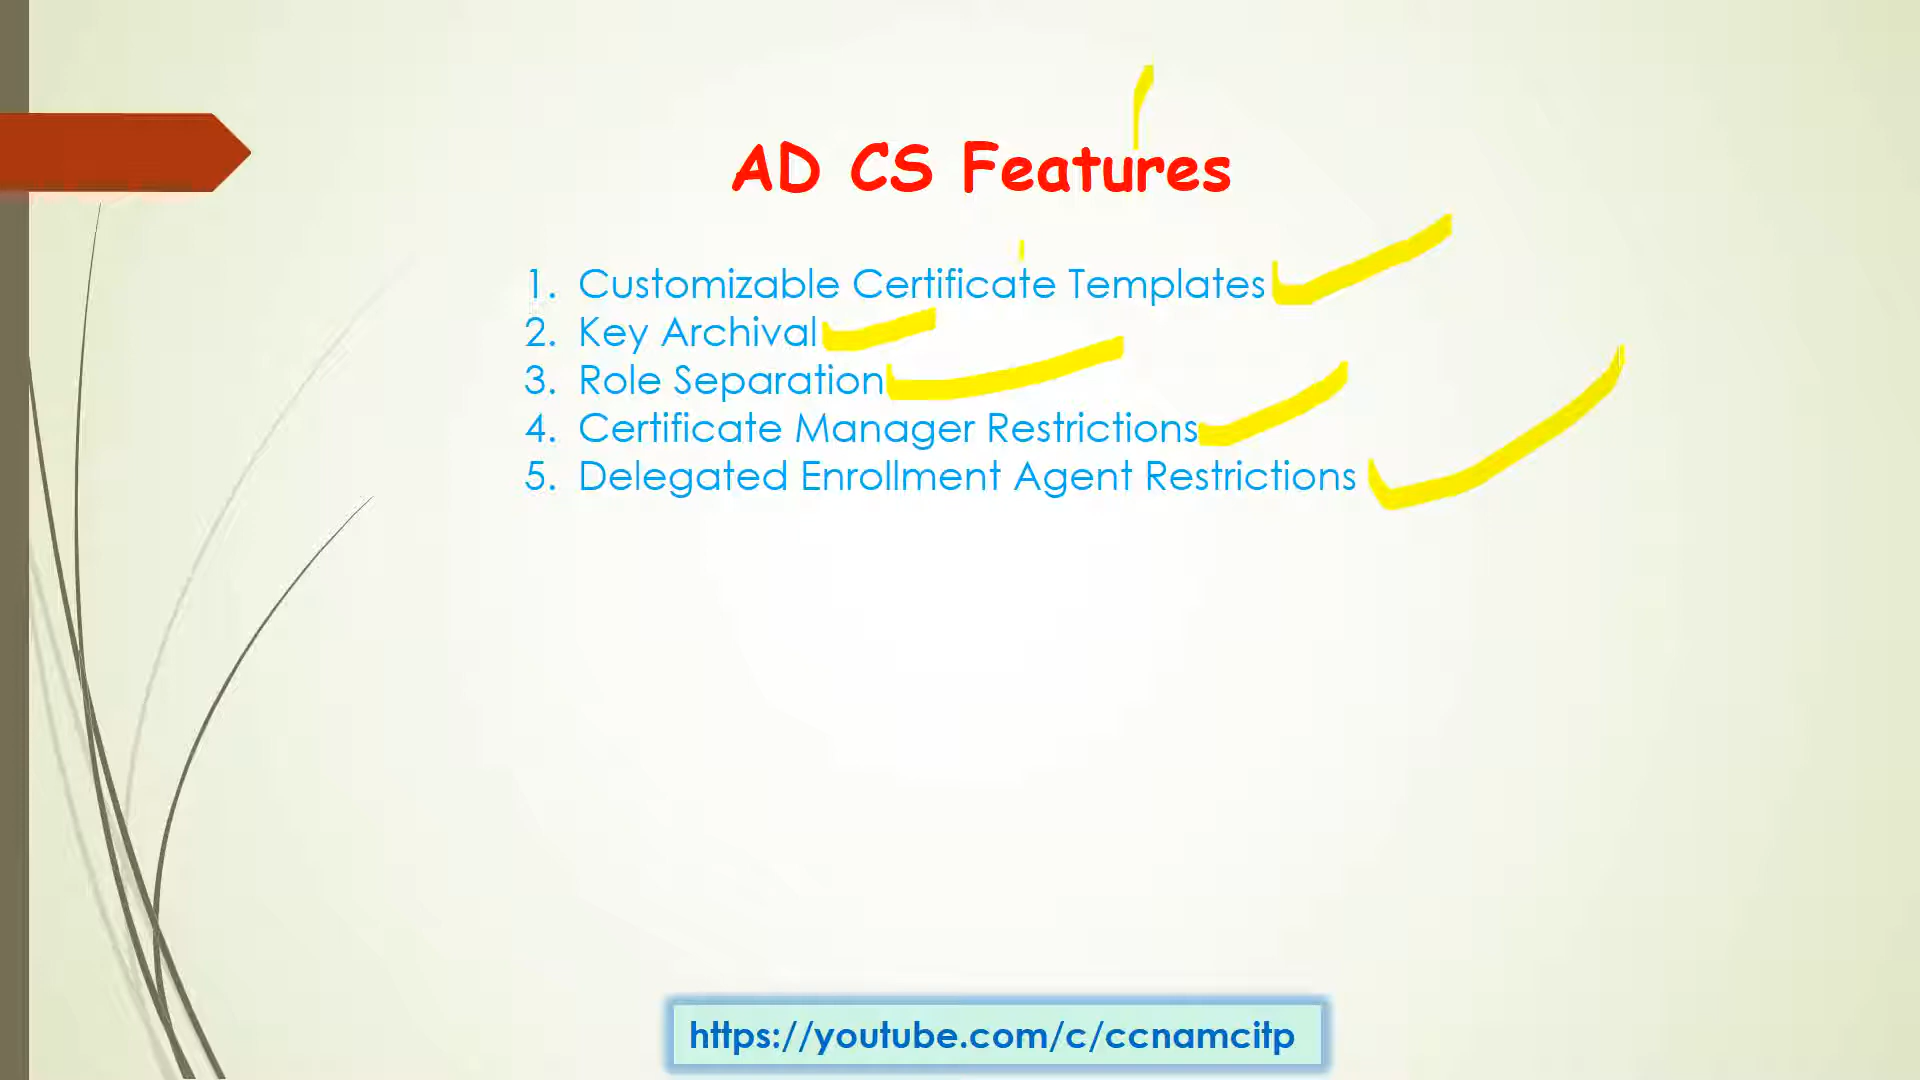 AD CS Features
1. Customizable Certificate Templates
2. Key Archival
3. Role Separation
4. Certificate Manager Restrictions
5. Delegated Enrollment Agent Restrictions
https://youtube.com/c/ccnamcitp